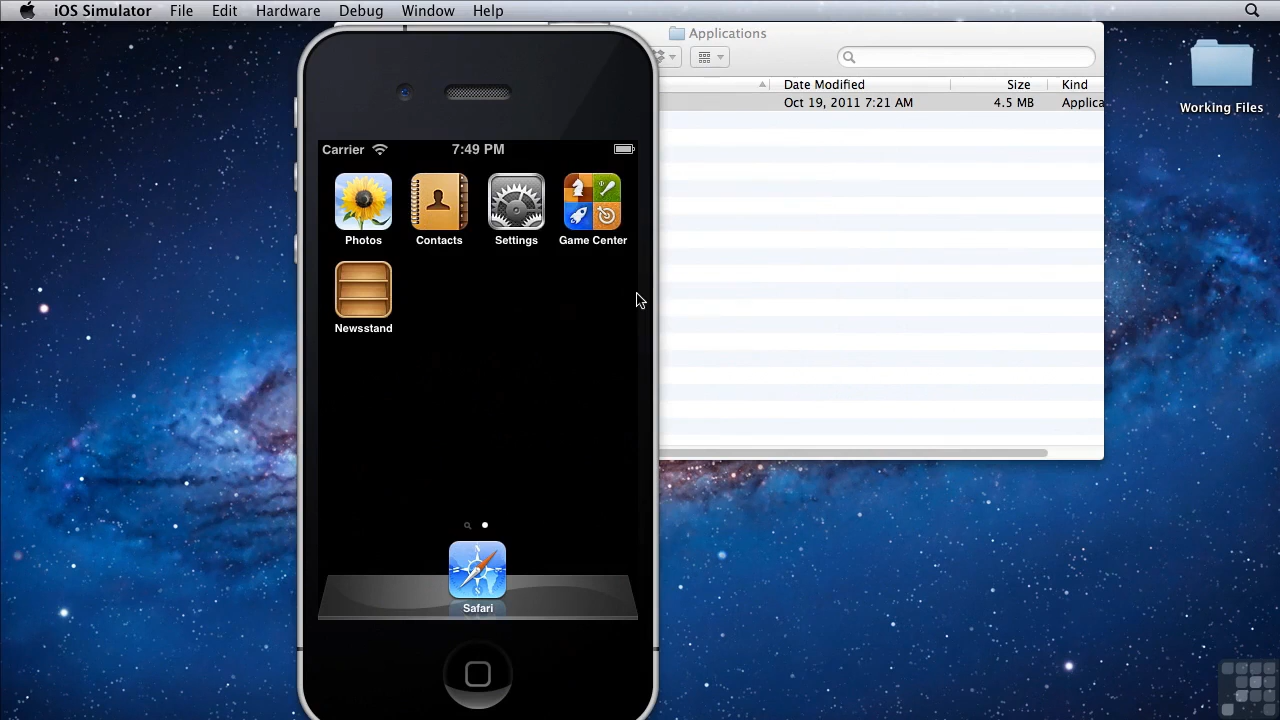 iOS Simulator File Edit Hardware Debug Window Help
Applications
Date Modified Size Kind
Oct 19, 2011 7:21 AM 4.5 MB Applica
Working Files
Carrier 7:49 PM
Photos Contacts Settings Game Center
Newsstand
Safari